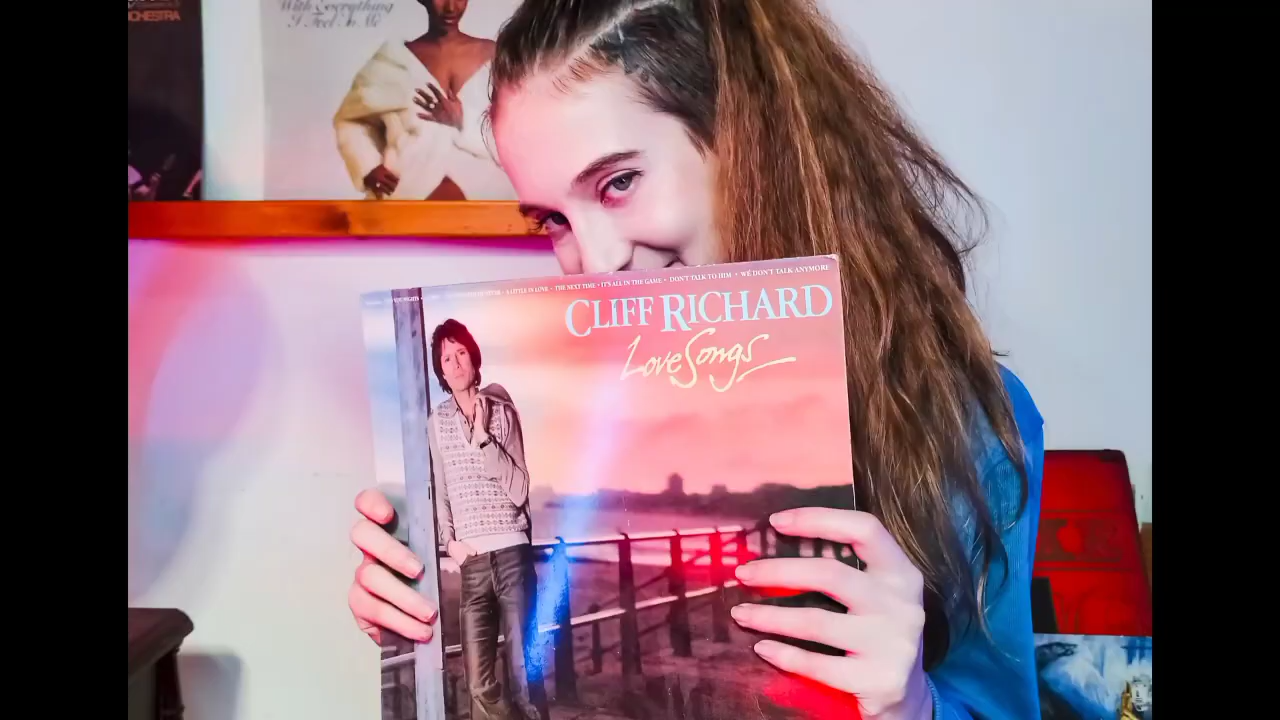 CHESTRA
With Everything
I Feel In Me
A LITTLE IN LOVE • THE NEXT TIME • IT'S ALL IN THE GAME • DON'T TALK TO HIM • WE DON'T TALK ANYMORE
CLIFF RICHARD
Love Songs